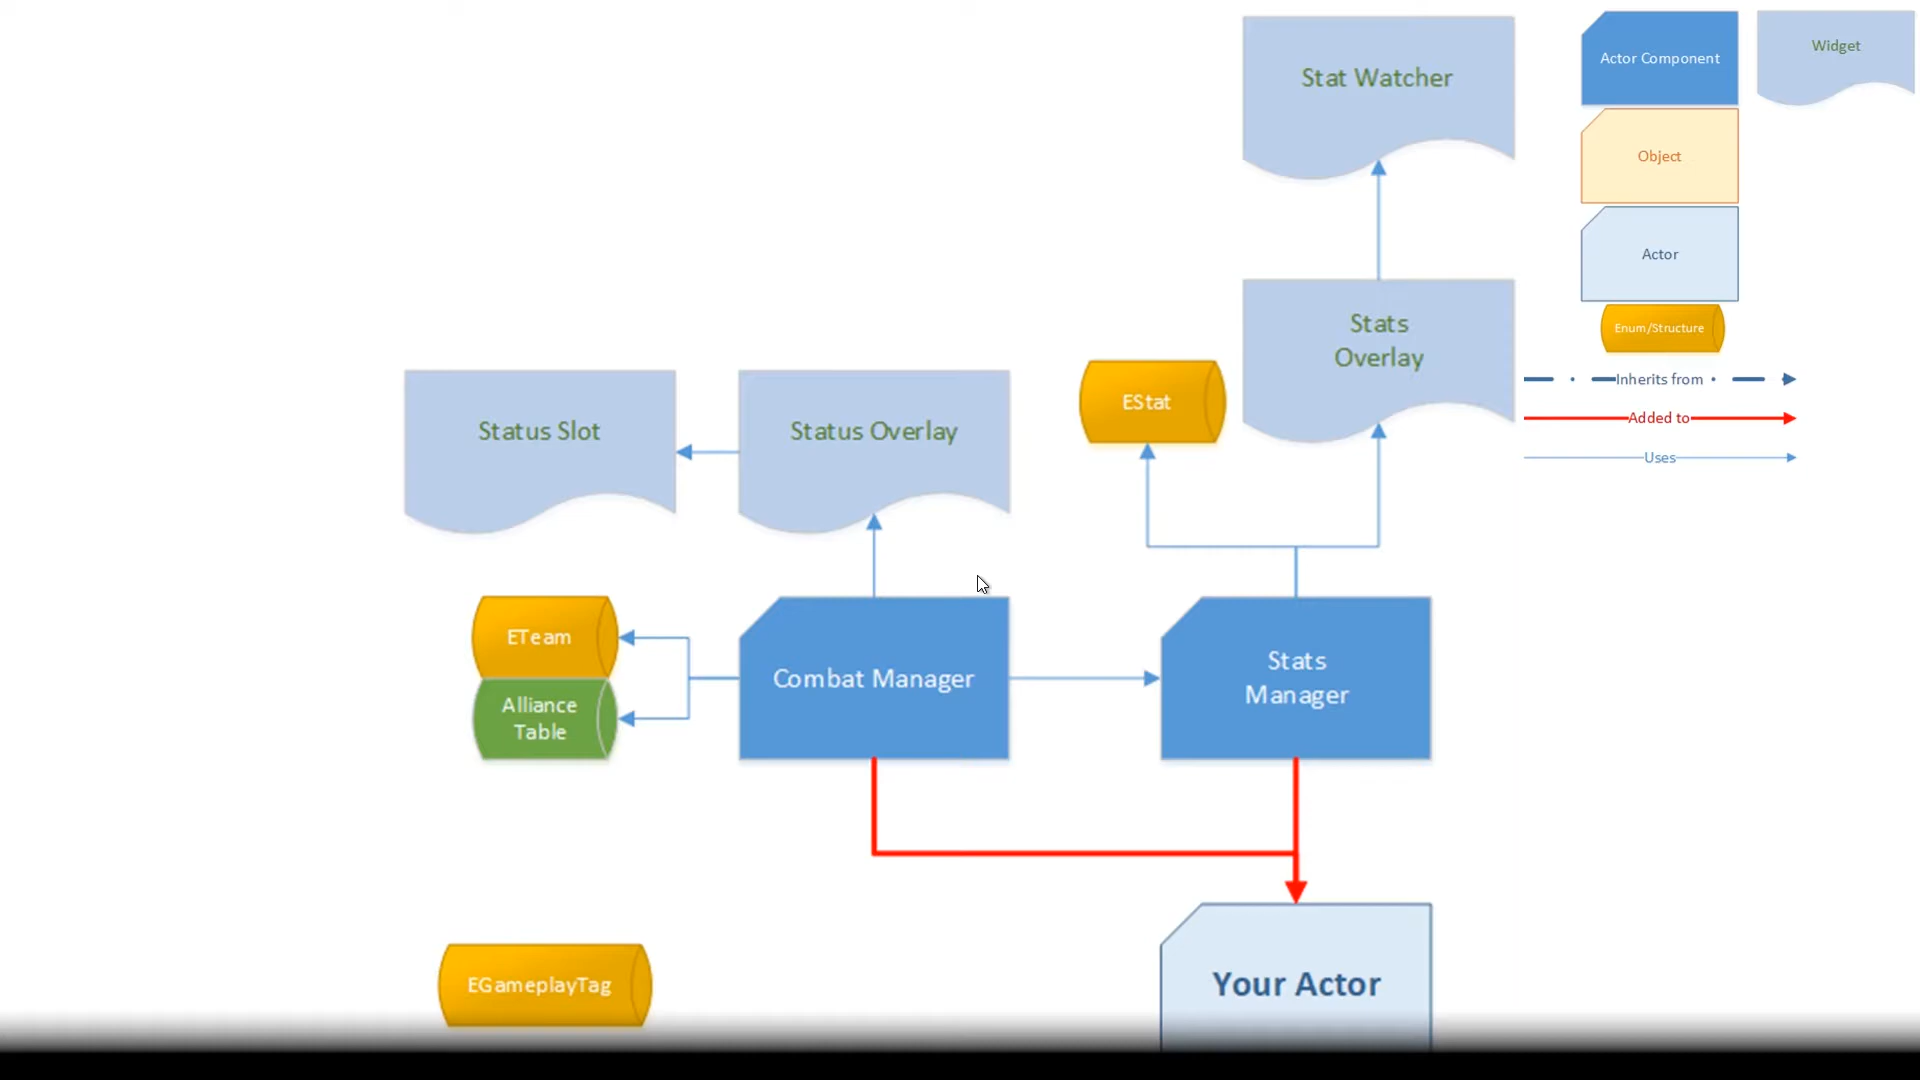 Stat Watcher
Actor Component
Widget
Object
Actor
Enum/Structure
Inherits from
Added to
Uses
Stats
Overlay
EStat
Status Slot
Status Overlay
ETeam
Alliance
Table
Combat Manager
Stats
Manager
EGameplayTag
Your Actor